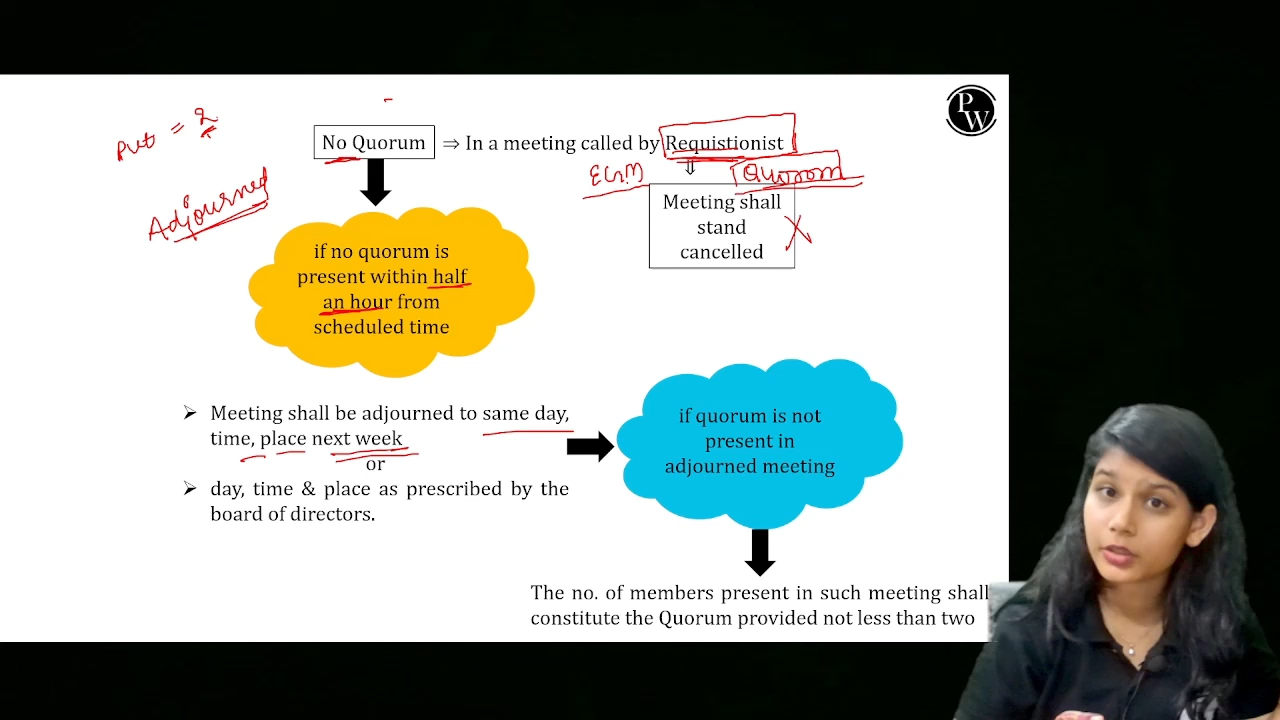 P
W
Pvt = 2
No Quorum ⇒ In a meeting called by Requistionist
EGM Quorom
Adjourned
Meeting shall
stand
cancelled
if no quorum is
present within half
an hour from
scheduled time
➢ Meeting shall be adjourned to same day,
time, place next week
or
➢ day, time & place as prescribed by the
board of directors.
if quorum is not
present in
adjourned meeting
The no. of members present in such meeting shall
constitute the Quorum provided not less than two